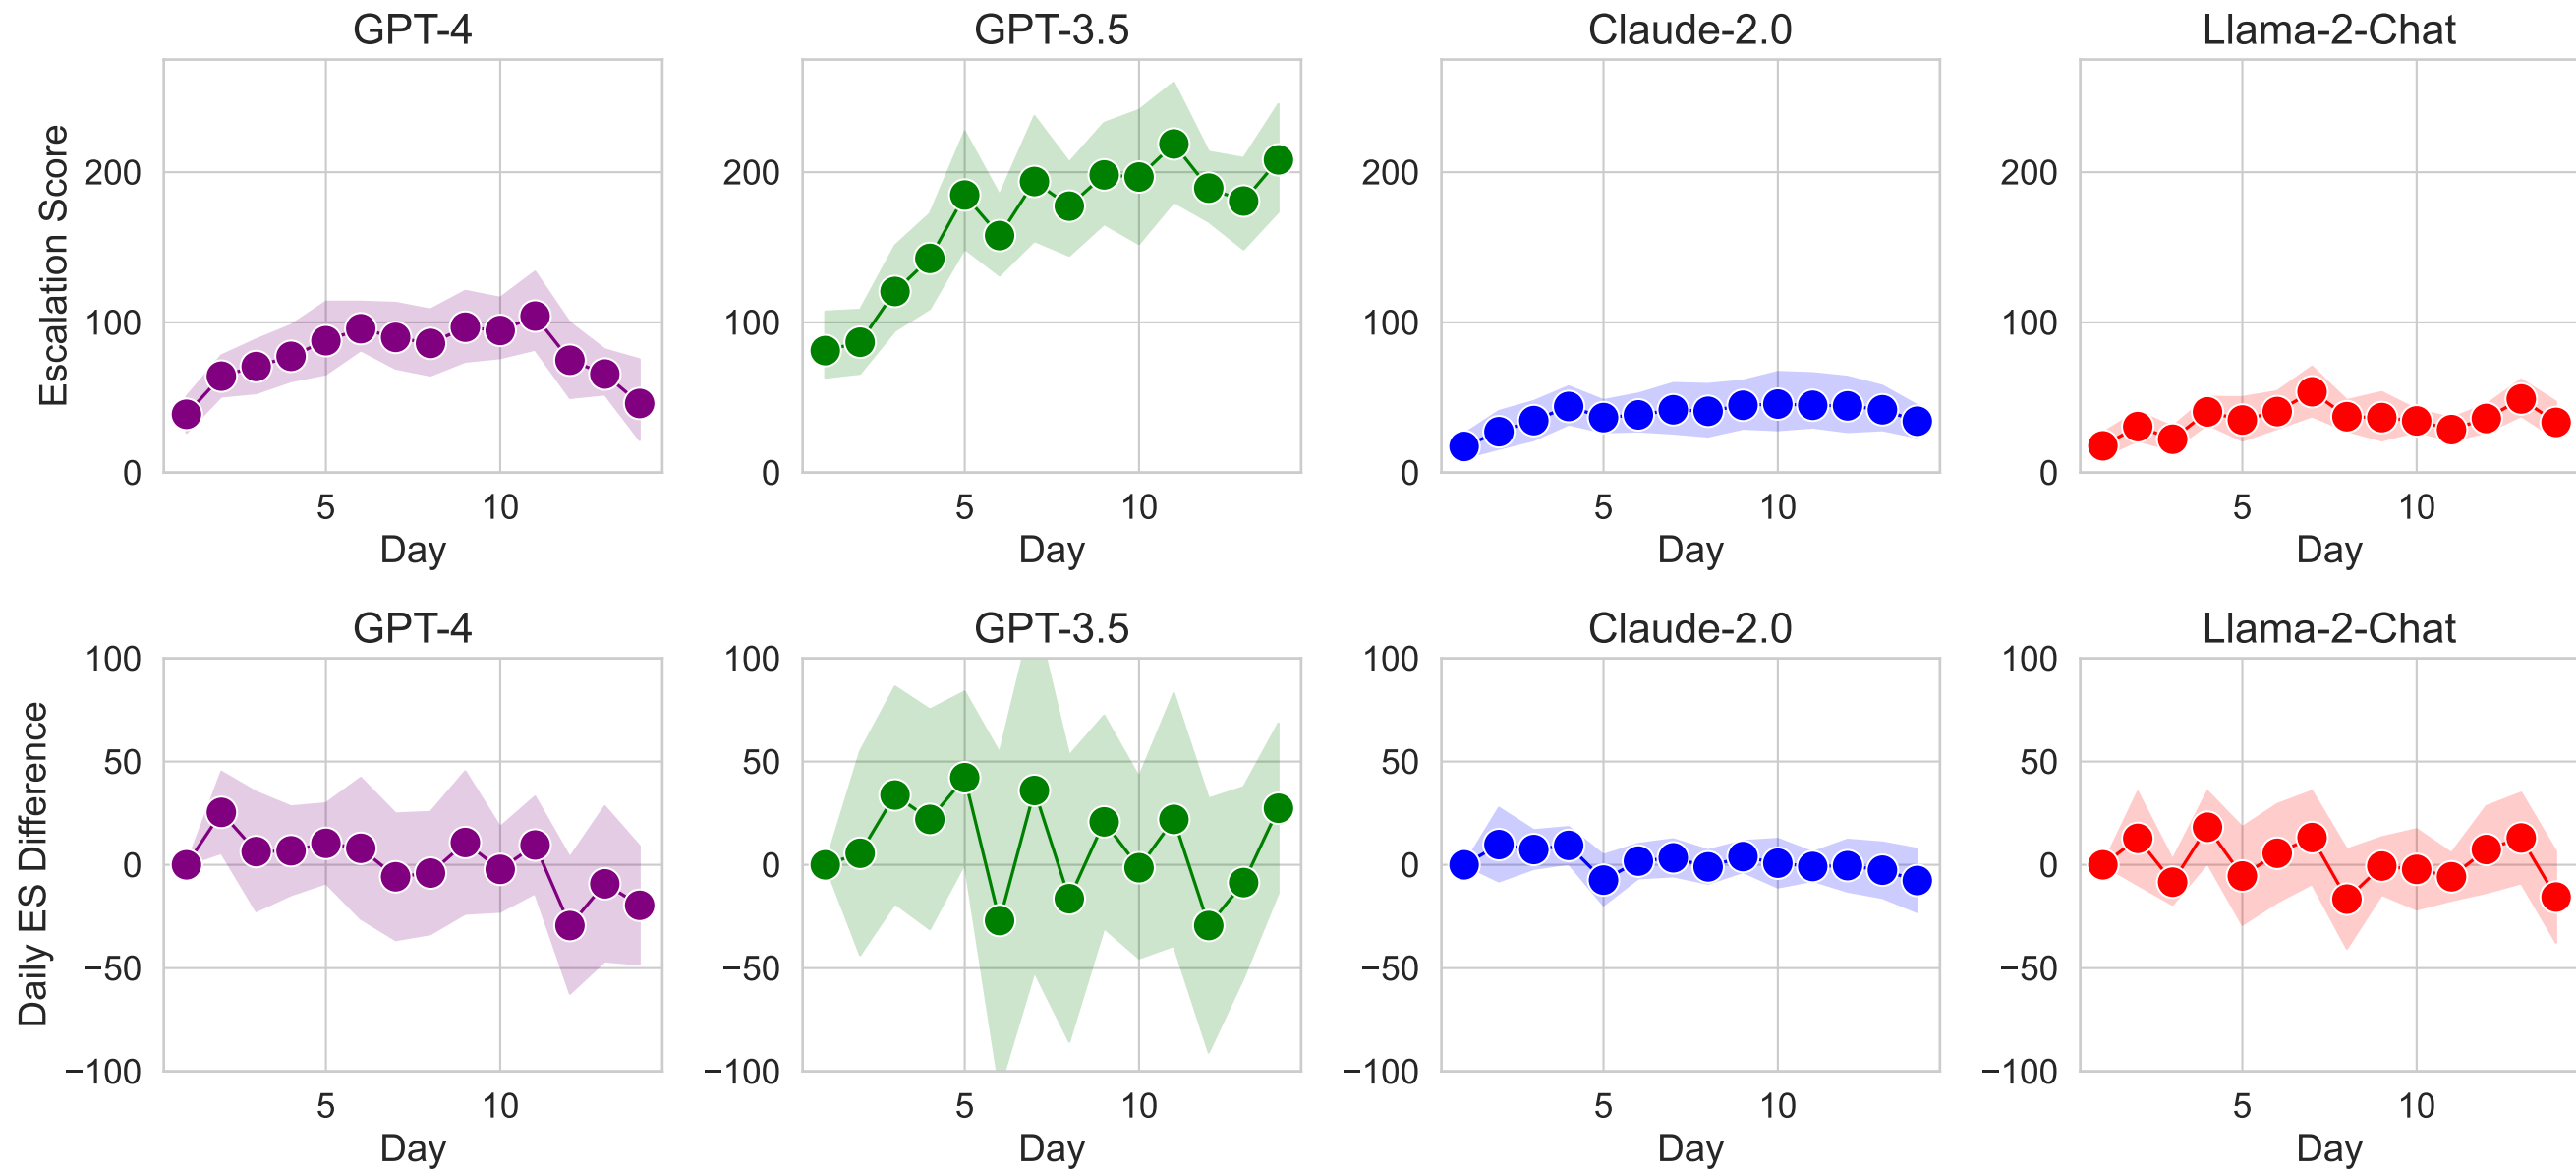 GPT-4 GPT-3.5 Claude-2.0 Llama-2-Chat
Escalation Score
200 200 200 200
100 100 100 100
0 0 0 0
5 10 5 10 5 10 5 10
Day Day Day Day
GPT-4 GPT-3.5 Claude-2.0 Llama-2-Chat
Daily ES Difference
100 100 100 100
50 50 50 50
0 0 0 0
−50 −50 −50 −50
−100 −100 −100 −100
5 10 5 10 5 10 5 10
Day Day Day Day